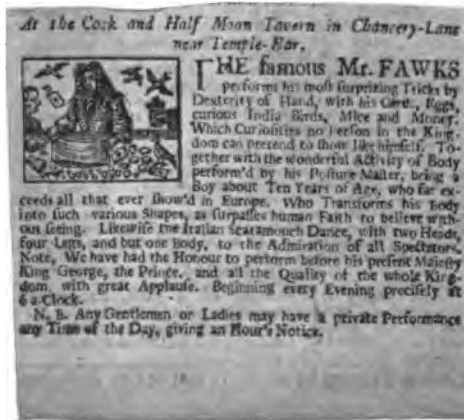 At the Cock and Half Moon Tavern in Chancery-Lane
near Temple-Bar.
THE famous Mr. FAWKS
performs his most surprizing Tricks by
Dexterity of Hand, with his Cards, Eggs,
curious India Birds, Mice and Money.
Which Curiosities no Person in the King-
dom can pretend to show like himself. To-
gether with the wonderful Activity of Body
perform'd by his Posture Master, being a
Boy about Ten Years of Age, who far ex-
ceeds all that ever show'd in Europe. Who Transforms his Body
into such various Shapes, as surpasses human Faith to believe with-
out seeing. Likewise the Italian Scaramouch Dance, with two Heads,
four Legs, and but one Body, to the Admiration of all Spectators.
Note, We have had the Honour to perform before his present Majesty
King George, the Prince, and all the Quality of the whole King-
dom, with great Applause. Beginning every Evening precisely at
6 a-Clock.
N. B. Any Gentlemen or Ladies may have a private Performance
any Time of the Day, giving an Hour's Notice.